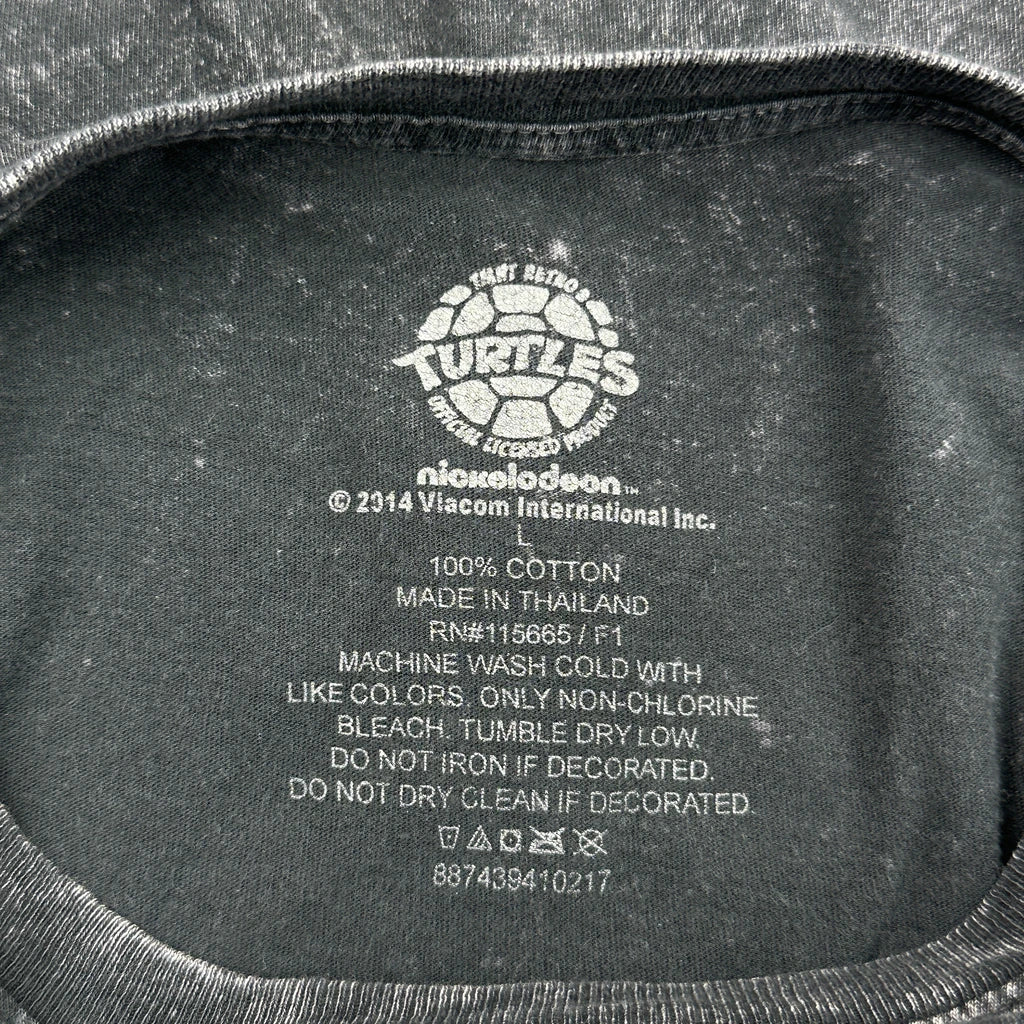 TMNT RETRO &
TURTLES
OFFICIAL LICENSED PRODUCT
nickelodeon™
© 2014 Viacom International Inc.
L
100% COTTON
MADE IN THAILAND
RN#115665 / F1
MACHINE WASH COLD WITH
LIKE COLORS. ONLY NON-CHLORINE
BLEACH. TUMBLE DRY LOW.
DO NOT IRON IF DECORATED.
DO NOT DRY CLEAN IF DECORATED.
887439410217